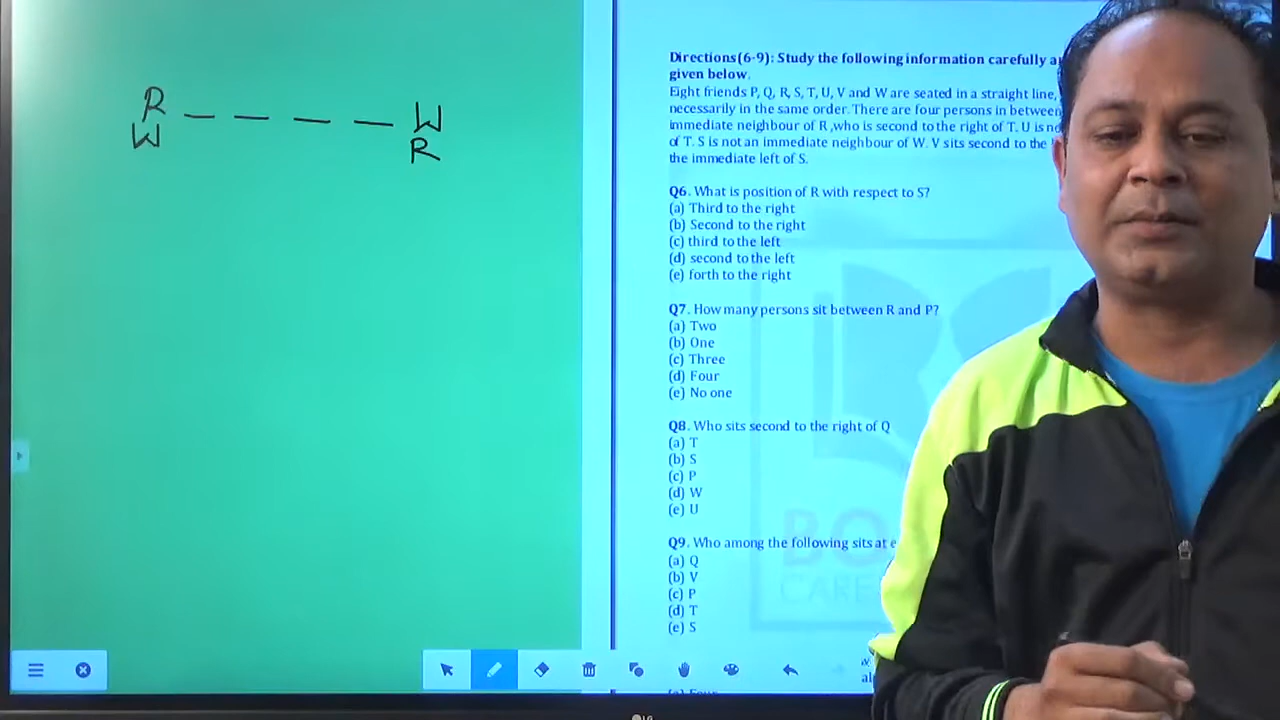 R — — — — W
W R
Directions(6-9): Study the following information carefully
given below.
Eight friends P, Q, R, S, T, U, V and W are seated in a straight line,
necessarily in the same order. There are four persons in between
immediate neighbour of R ,who is second to the right of T. U is
of T. S is not an immediate neighbour of W. V sits second to the
the immediate left of S.
Q6. What is position of R with respect to S?
(a) Third to the right
(b) Second to the right
(c) third to the left
(d) second to the left
(e) forth to the right
Q7. How many persons sit between R and P?
(a) Two
(b) One
(c) Three
(d) Four
(e) No one
Q8. Who sits second to the right of Q
(a) T
(b) S
(c) P
(d) W
(e) U
Q9. Who among the following sits at
(a) Q
(b) V
(c) P
(d) T
(e) S
BO
CARE
LG